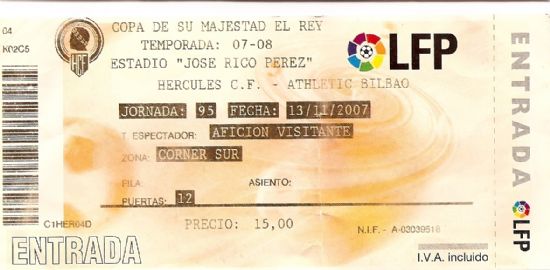 04
K02C5
COPA DE SU MAJESTAD EL REY
TEMPORADA: 07-08
ESTADIO "JOSE RICO PEREZ"
HERCULES C.F. - ATHLETIC BILBAO
HCF
LFP
JORNADA: 95 FECHA: 13/11/2007
T ESPECTADOR: AFICION VISITANTE
ZONA: CORNER SUR
FILA: ASIENTO:
PUERTAS: 12
C1HER04D
PRECIO: 15,00
N.I.F. - A-03039518
ENTRADA
I.V.A. incluido
ENTRADA
LFP